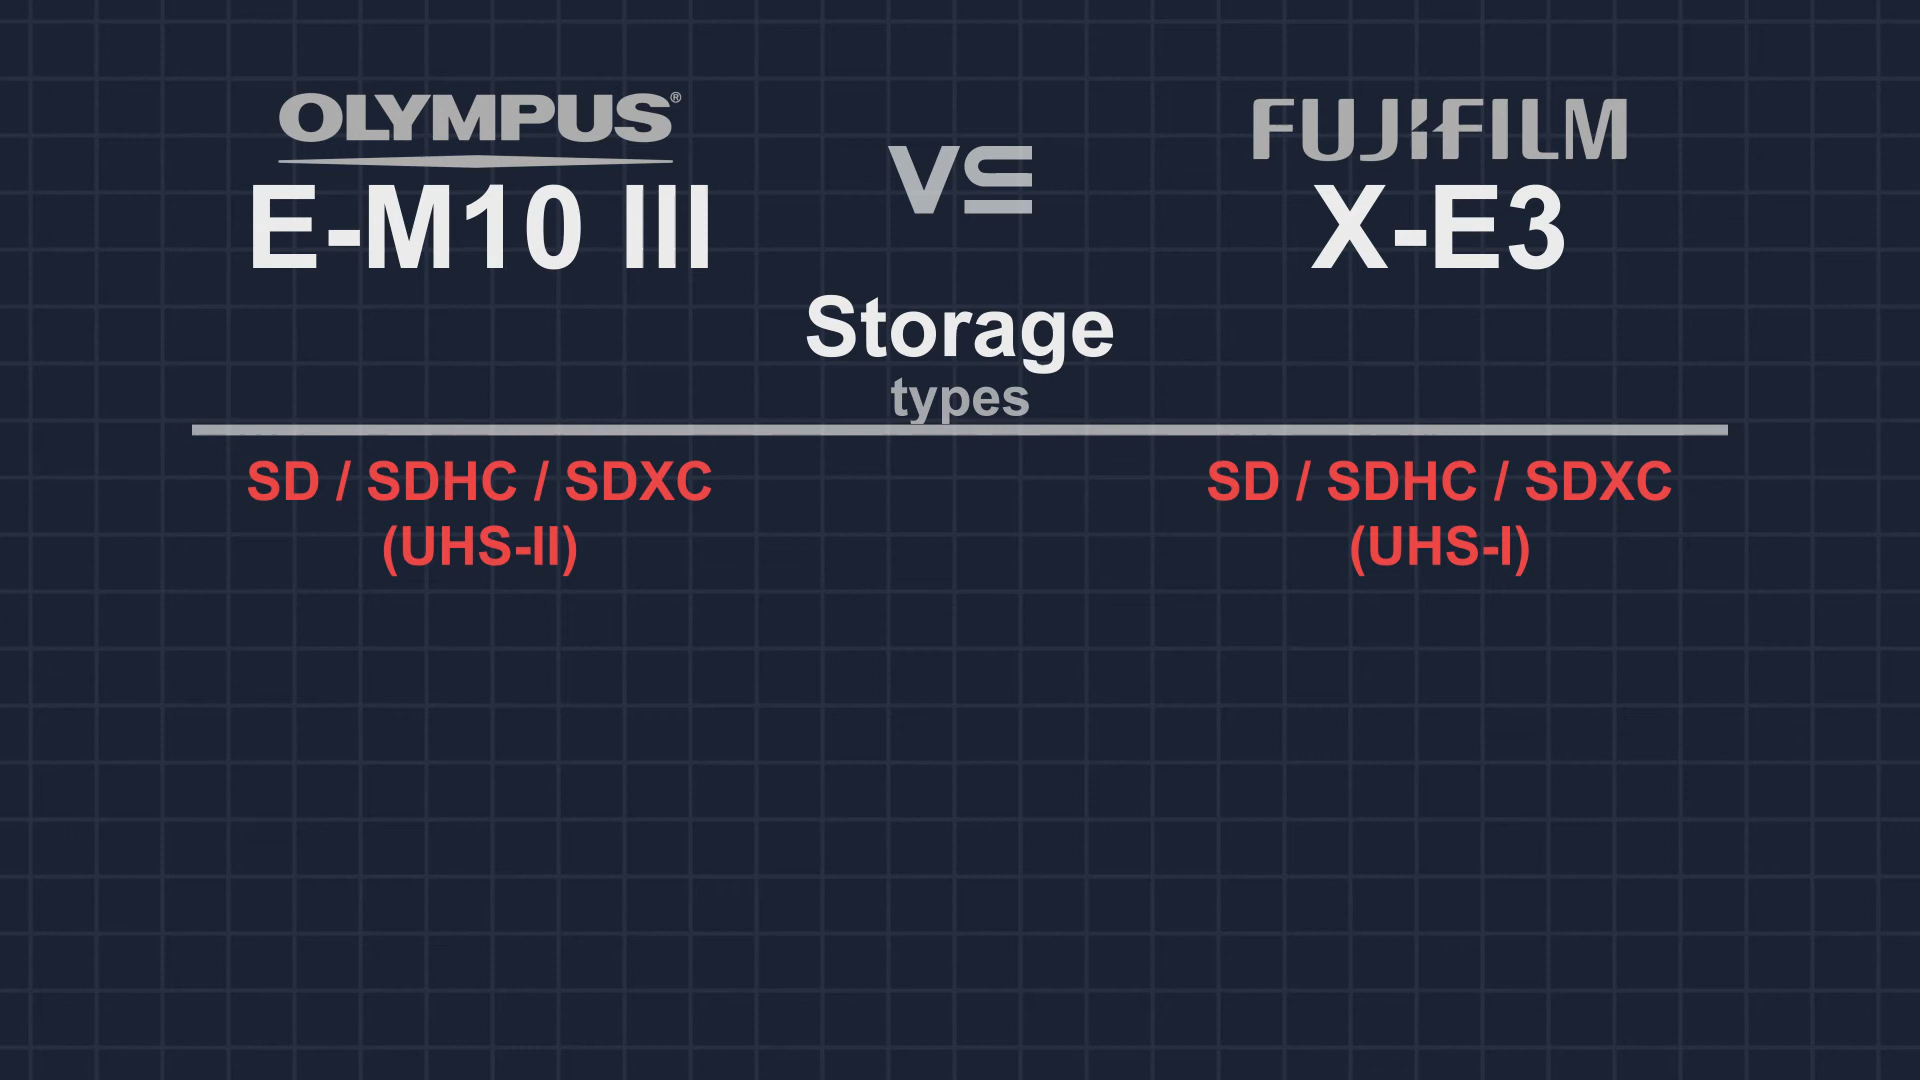 OLYMPUS®
E-M10 III
VS
FUJIFILM
X-E3
Storage
types
SD / SDHC / SDXC
(UHS-II)
SD / SDHC / SDXC
(UHS-I)